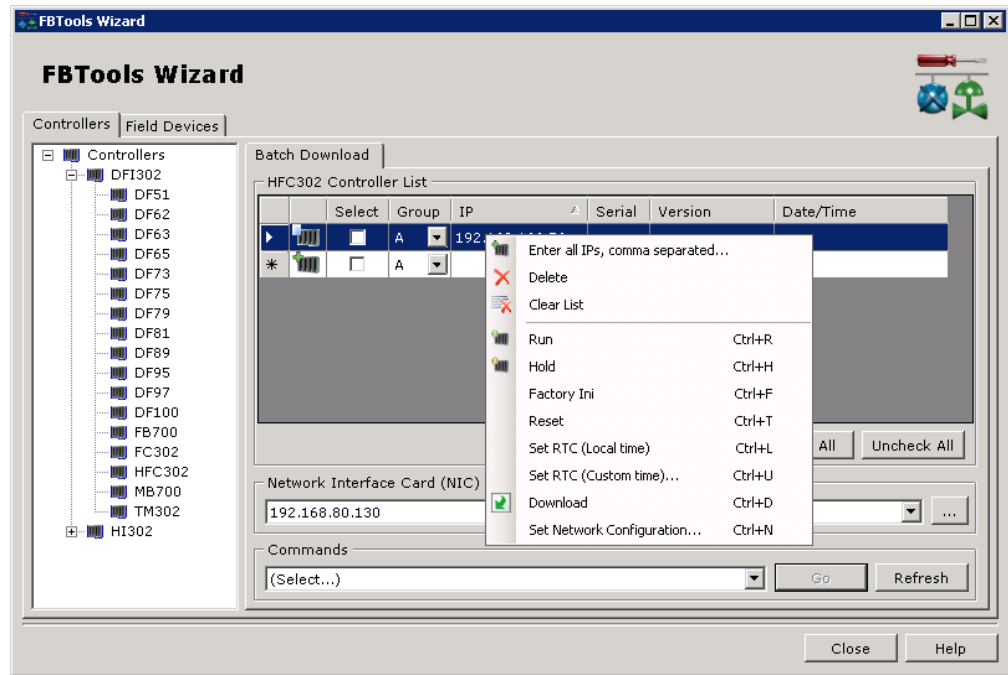 FBTools Wizard
FBTools Wizard
Controllers
Field Devices
Controllers
DFI302
DF51
DF62
DF63
DF65
DF73
DF75
DF79
DF81
DF89
DF95
DF97
DF100
FB700
FC302
HFC302
MB700
TM302
HI302
Batch Download
HFC302 Controller List
Select Group IP Serial Version Date/Time
A
* A
Enter all IPs, comma separated...
Delete
Clear List
Run Ctrl+R
Hold Ctrl+H
Factory Ini Ctrl+F
Reset Ctrl+T
Set RTC (Local time) Ctrl+L
Set RTC (Custom time)... Ctrl+U
Download Ctrl+D
Set Network Configuration... Ctrl+N
All Uncheck All
Network Interface Card (NIC)
192.168.80.130 ...
Commands
(Select...) Go Refresh
Close Help